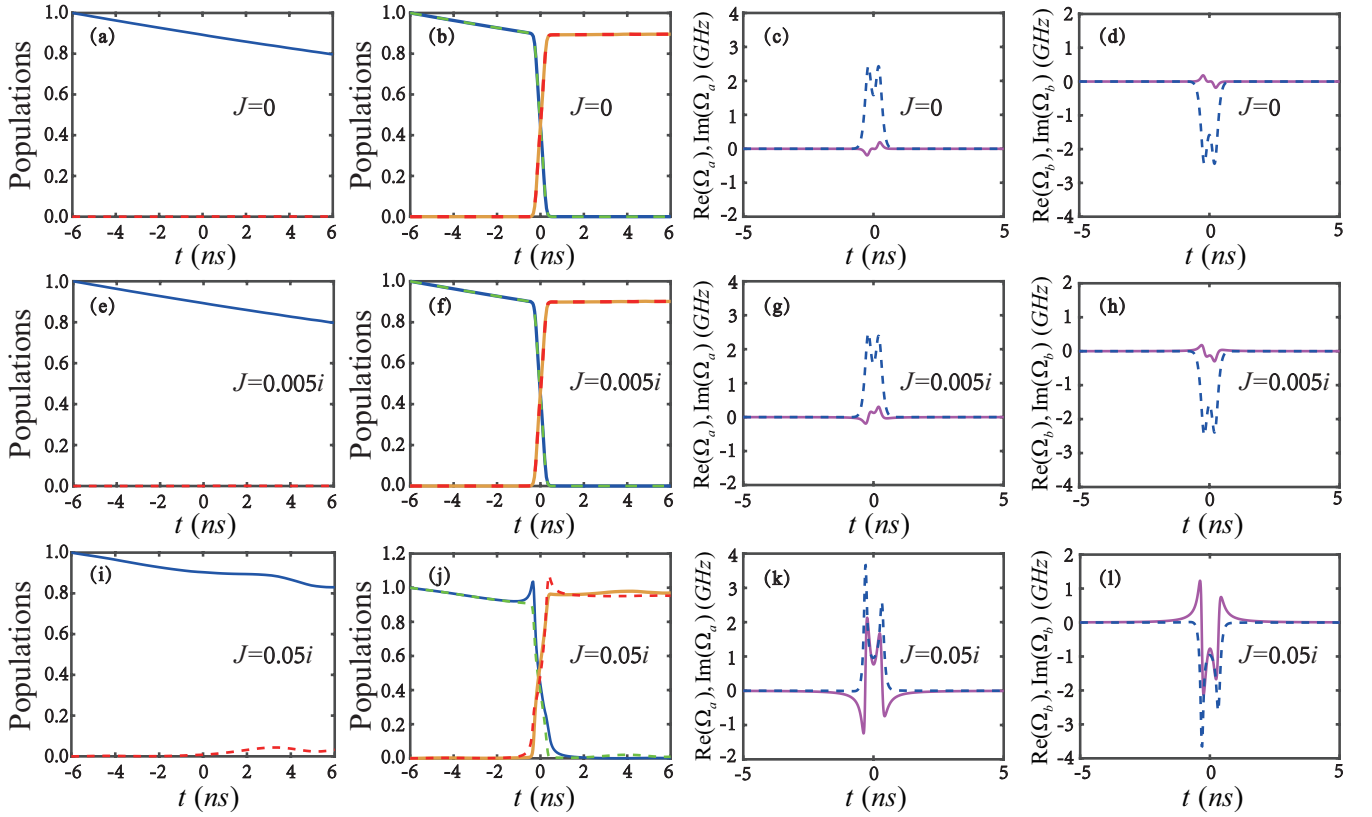 (a)
J=0
Populations
1.0
0.8
0.6
0.4
0.2
0.0
-6 -4 -2 0 2 4 6
t (ns)
(b)
J=0
Populations
1.0
0.8
0.6
0.4
0.2
0.0
-6 -4 -2 0 2 4 6
t (ns)
(c)
J=0
Re(Ω_a), Im(Ω_a) (GHz)
4
3
2
1
0
-1
-2
-5 0 5
t (ns)
(d)
J=0
Re(Ω_b), Im(Ω_b) (GHz)
2
1
0
-1
-2
-3
-4
-5 0 5
t (ns)
(e)
J=0.005i
Populations
1.0
0.8
0.6
0.4
0.2
0.0
-6 -4 -2 0 2 4 6
t (ns)
(f)
J=0.005i
Populations
1.0
0.8
0.6
0.4
0.2
0.0
-6 -4 -2 0 2 4 6
t (ns)
(g)
J=0.005i
Re(Ω_a), Im(Ω_a) (GHz)
4
3
2
1
0
-1
-2
-5 0 5
t (ns)
(h)
J=0.005i
Re(Ω_b), Im(Ω_b) (GHz)
2
1
0
-1
-2
-3
-4
-5 0 5
t (ns)
(i)
J=0.05i
Populations
1.0
0.8
0.6
0.4
0.2
0.0
-6 -4 -2 0 2 4 6
t (ns)
(j)
J=0.05i
Populations
1.2
1.0
0.8
0.6
0.4
0.2
0.0
-6 -4 -2 0 2 4 6
t (ns)
(k)
J=0.05i
Re(Ω_a), Im(Ω_a) (GHz)
4
3
2
1
0
-1
-2
-5 0 5
t (ns)
(l)
J=0.05i
Re(Ω_b), Im(Ω_b) (GHz)
2
1
0
-1
-2
-3
-4
-5 0 5
t (ns)